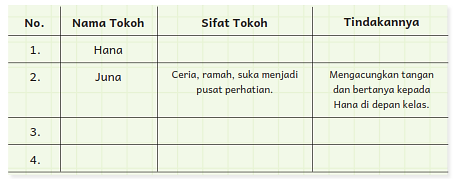 No. Nama Tokoh Sifat Tokoh Tindakannya
1. Hana
2. Juna Ceria, ramah, suka menjadi pusat perhatian. Mengacungkan tangan dan bertanya kepada Hana di depan kelas.
3.
4.